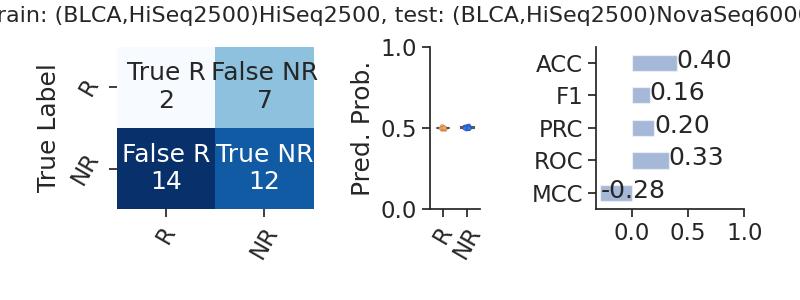 rain: (BLCA,HiSeq2500)HiSeq2500, test: (BLCA,HiSeq2500)NovaSeq600
True Label
R
NR
True R
2
False NR
7
False R
14
True NR
12
R
NR
Pred. Prob.
1.0
0.5
0.0
R
NR
ACC
F1
PRC
ROC
MCC
0.40
0.16
0.20
0.33
-0.28
0.0
0.5
1.0